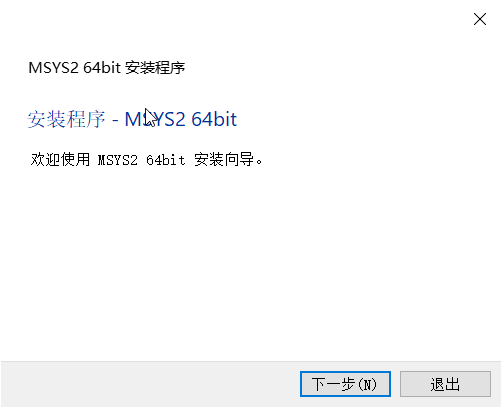 MSYS2 64bit 安装程序
安装程序 - MSYS2 64bit
欢迎使用 MSYS2 64bit 安装向导。
下一步(N)
退出